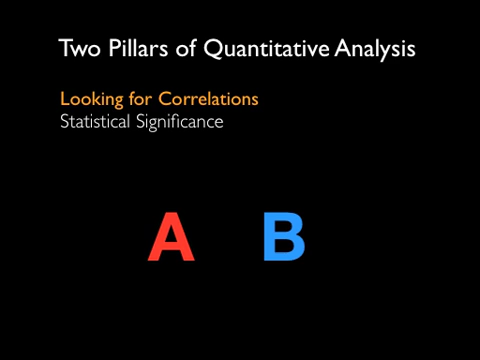 Two Pillars of Quantitative Analysis
Looking for Correlations
Statistical Significance
A B